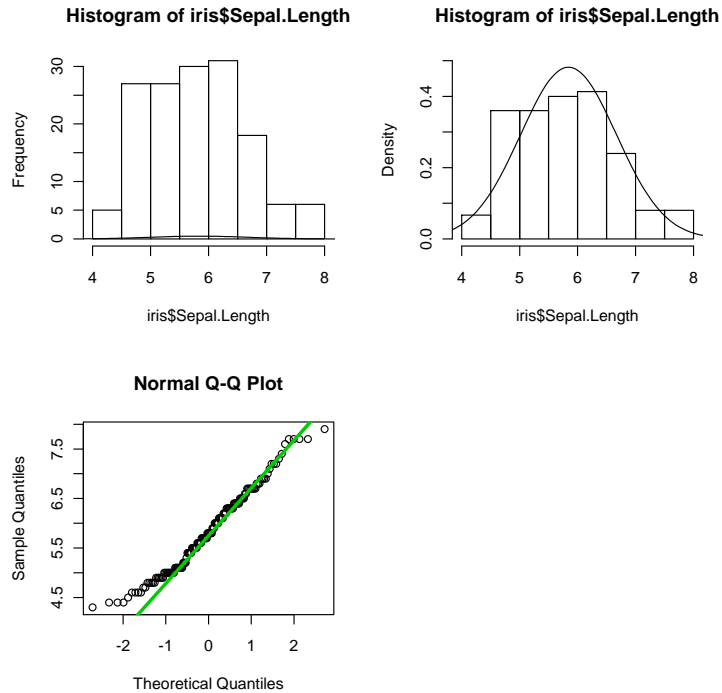 Histogram of iris$Sepal.Length
Frequency
0
5
10
20
30
4 5 6 7 8
iris$Sepal.Length
Histogram of iris$Sepal.Length
Density
0.0
0.2
0.4
4 5 6 7 8
iris$Sepal.Length
Normal Q-Q Plot
Sample Quantiles
4.5
5.5
6.5
7.5
-2 -1 0 1 2
Theoretical Quantiles